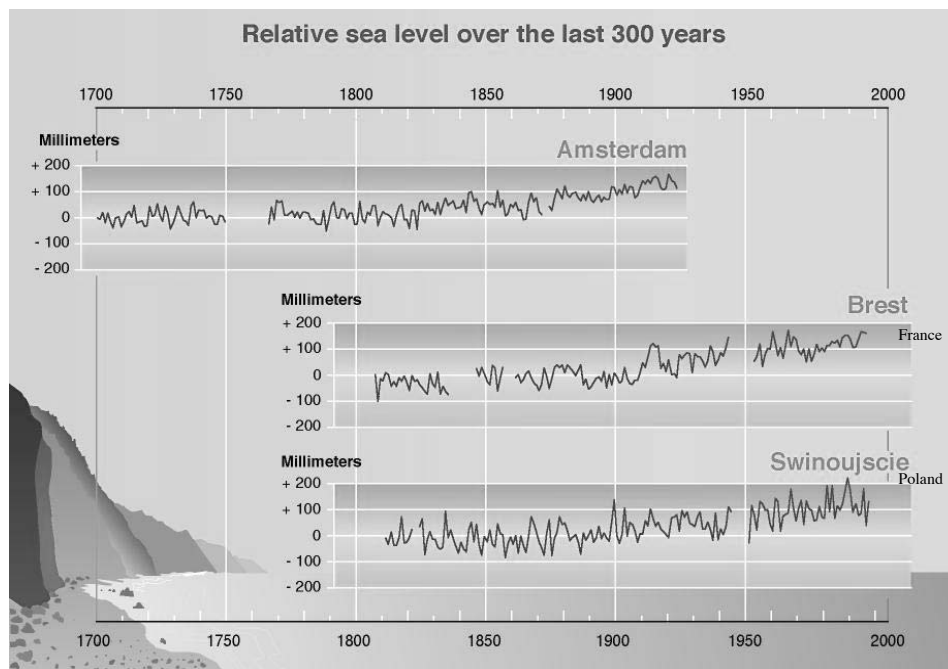 Relative sea level over the last 300 years
1700 1750 1800 1850 1900 1950 2000
Millimeters
Amsterdam
+ 200
+ 100
0
- 100
- 200
Millimeters
Brest
+ 200
France
+ 100
0
- 100
- 200
Millimeters
Swinoujscie
+ 200
Poland
+ 100
0
- 100
- 200
1700 1750 1800 1850 1900 1950 2000